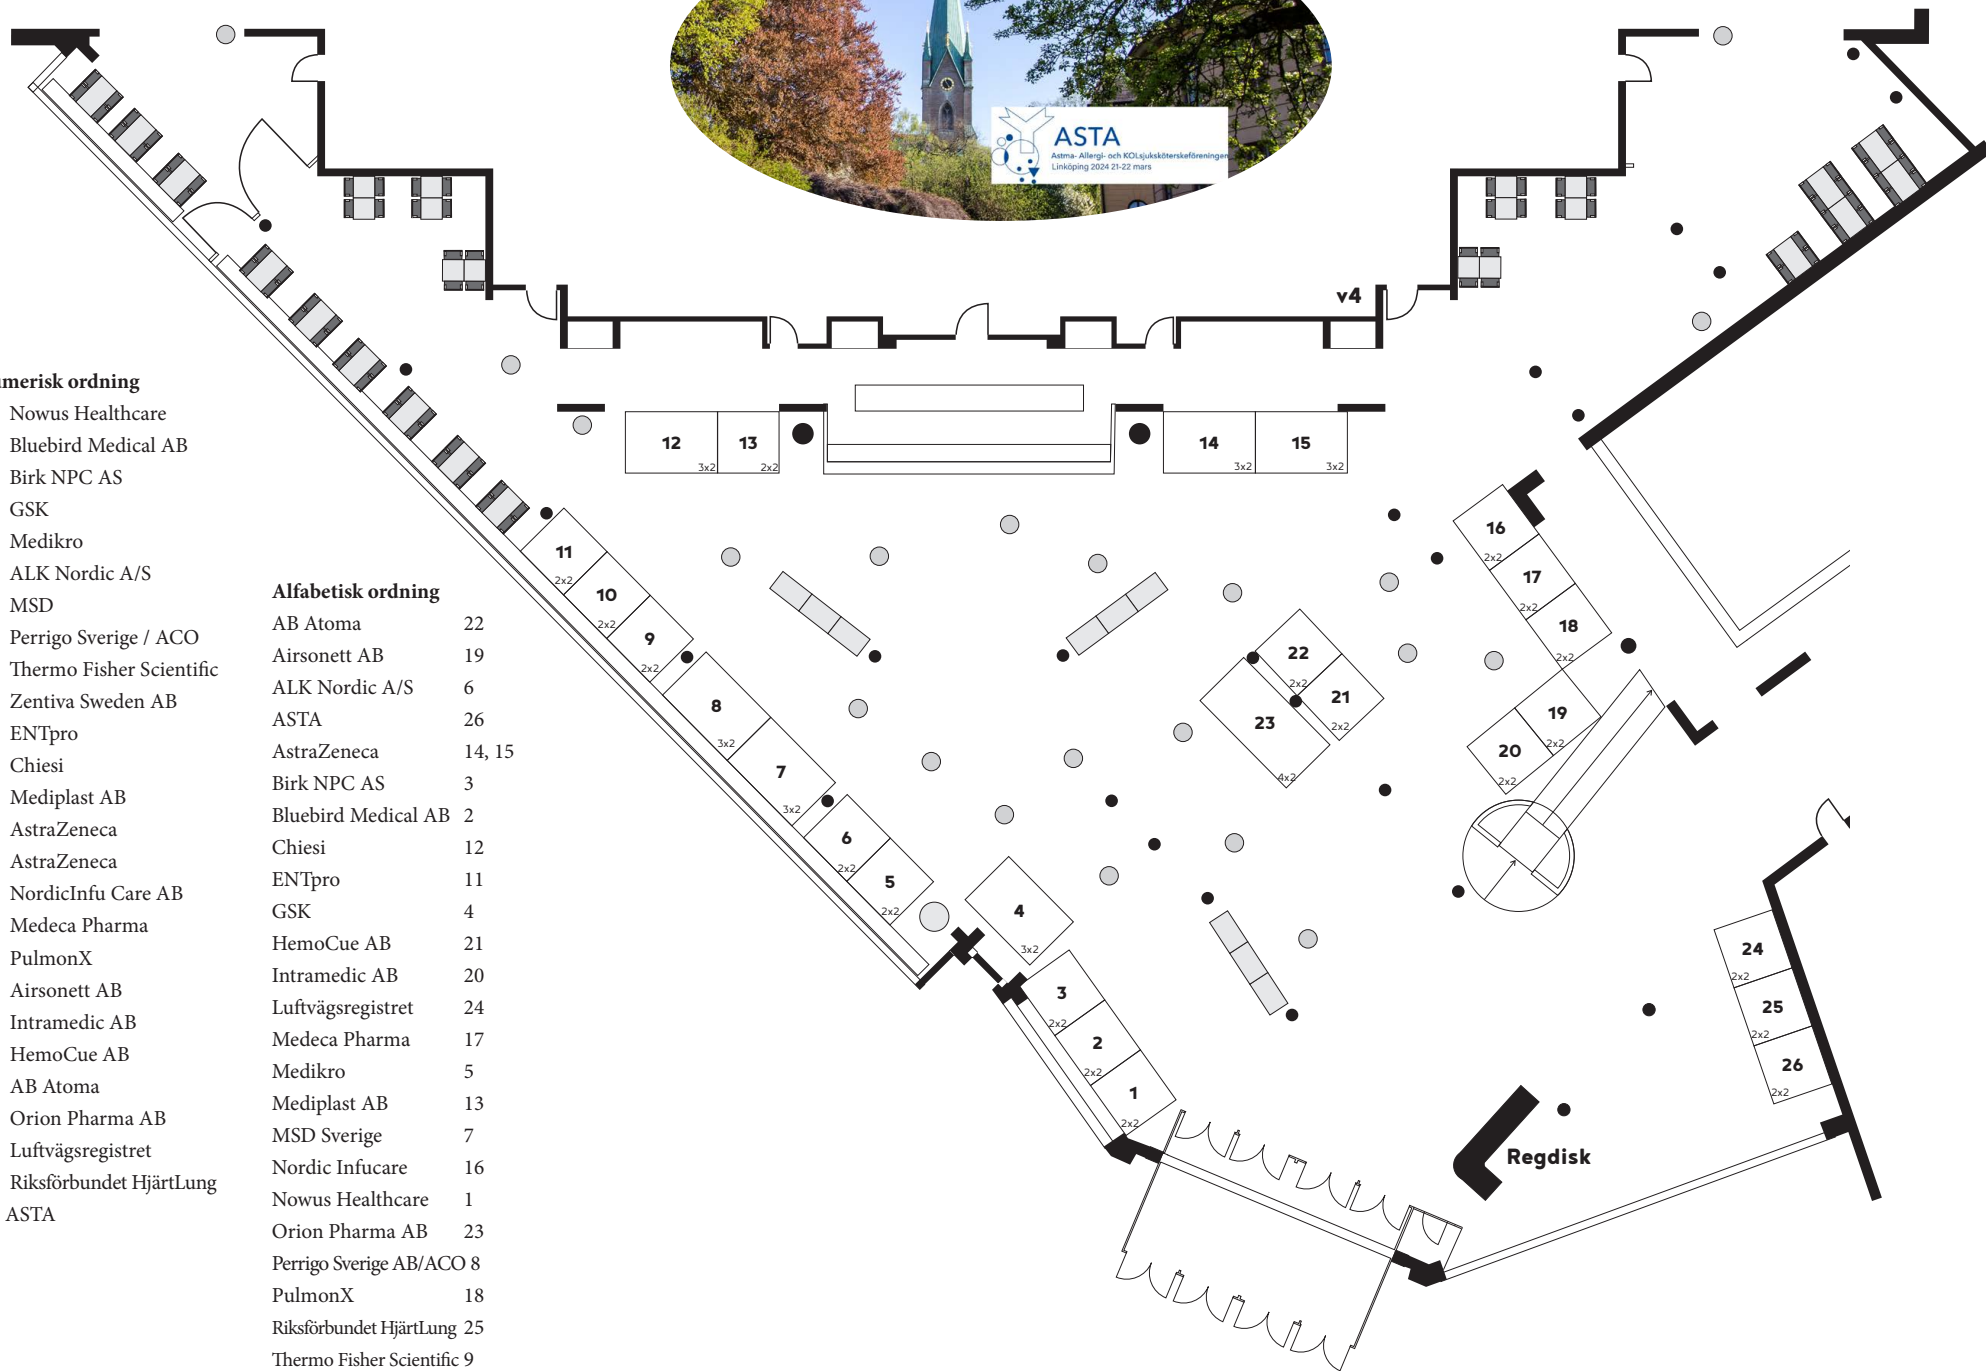 ASTA
Astma- Allergi- och KOLsjuksköterskeföreningen
Linköping 2024 21-22 mars
v4
merisk ordning
Nowus Healthcare
Bluebird Medical AB
Birk NPC AS
GSK
Medikro
ALK Nordic A/S
MSD
Perrigo Sverige / ACO
Thermo Fisher Scientific
Zentiva Sweden AB
ENTpro
Chiesi
Mediplast AB
AstraZeneca
AstraZeneca
NordicInfu Care AB
Medeca Pharma
PulmonX
Airsonett AB
Intramedic AB
HemoCue AB
AB Atoma
Orion Pharma AB
Luftvägsregistret
Riksförbundet HjärtLung
ASTA
Alfabetisk ordning
AB Atoma 22
Airsonett AB 19
ALK Nordic A/S 6
ASTA 26
AstraZeneca 14, 15
Birk NPC AS 3
Bluebird Medical AB 2
Chiesi 12
ENTpro 11
GSK 4
HemoCue AB 21
Intramedic AB 20
Luftvägsregistret 24
Medeca Pharma 17
Medikro 5
Mediplast AB 13
MSD Sverige 7
Nordic Infucare 16
Nowus Healthcare 1
Orion Pharma AB 23
Perrigo Sverige AB/ACO 8
PulmonX 18
Riksförbundet HjärtLung 25
Thermo Fisher Scientific 9
12
3x2
13
2x2
14
3x2
15
3x2
11
2x2
10
2x2
9
2x2
8
3x2
7
3x2
6
2x2
5
2x2
4
3x2
3
2x2
2
2x2
1
2x2
16
2x2
17
2x2
18
2x2
19
2x2
20
2x2
22
2x2
21
2x2
23
4x2
24
2x2
25
2x2
26
2x2
Regdisk